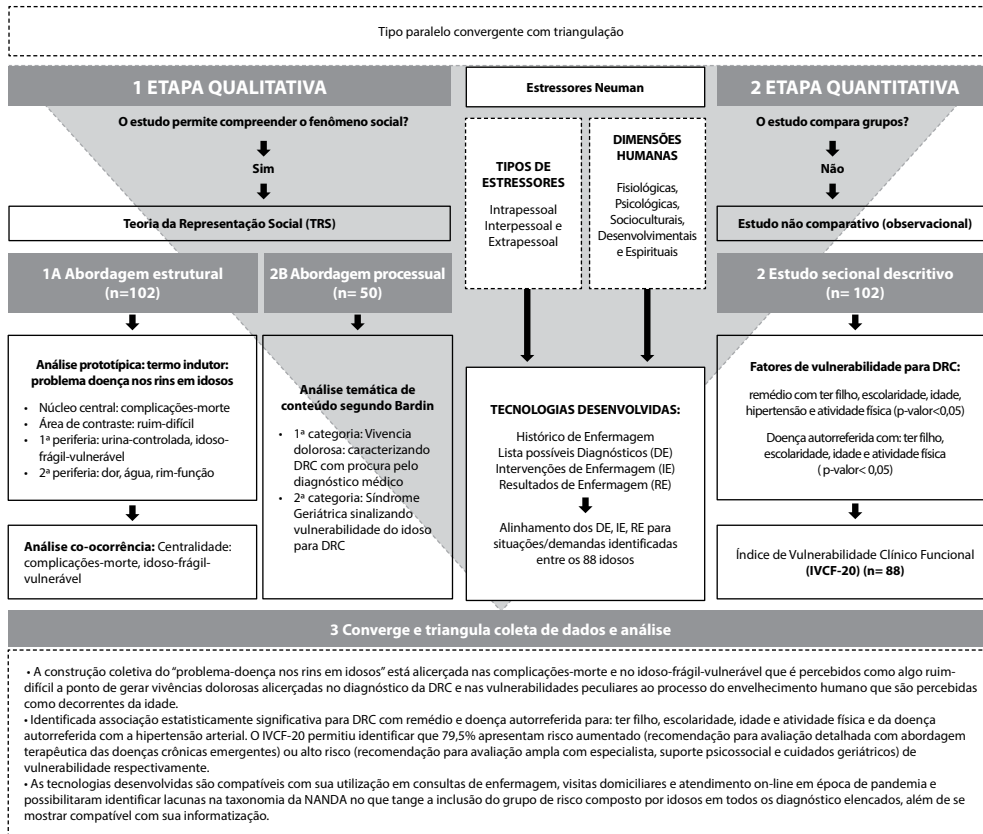 Tipo paralelo convergente com triangulação
1 ETAPA QUALITATIVA
O estudo permite compreender o fenômeno social?
Sim
Teoria da Representação Social (TRS)
1A Abordagem estrutural
(n=102)
Análise prototípica: termo indutor:
problema doença nos rins em idosos
• Núcleo central: complicações-morte
• Área de contraste: ruim-difícil
• 1ª periferia: urina-controlada, idoso-
frágil-vulnerável
• 2ª periferia: dor, água, rim-função
Análise co-ocorrência: Centralidade:
complicações-morte, idoso-frágil-
vulnerável
2B Abordagem processual
(n= 50)
Análise temática de
conteúdo segundo Bardin
• 1ª categoria: Vivencia
dolorosa: caracterizando
DRC com procura pelo
diagnóstico médico
• 2ª categoria: Síndrome
Geriátrica sinalizando
vulnerabilidade do idoso
para DRC
Estressores Neuman
TIPOS DE
ESTRESSORES
Intrapessoal
Interpessoal e
Extrapessoal
DIMENSÕES
HUMANAS
Fisiológicas,
Psicológicas,
Socioculturais,
Desenvolvimentais
e Espirituais
TECNOLOGIAS DESENVOLVIDAS:
Histórico de Enfermagem
Lista possíveis Diagnósticos (DE)
Intervenções de Enfermagem (IE)
Resultados de Enfermagem (RE)
Alinhamento dos DE, IE, RE para
situações/demandas identificadas
entre os 88 idosos
2 ETAPA QUANTITATIVA
O estudo compara grupos?
Não
Estudo não comparativo (observacional)
2 Estudo secional descritivo
(n= 102)
Fatores de vulnerabilidade para DRC:
remédio com ter filho, escolaridade, idade,
hipertensão e atividade física (p-valor<0,05)
Doença autorreferida com: ter filho,
escolaridade, idade e atividade física
( p-valor< 0,05)
Índice de Vulnerabilidade Clínico Funcional
(IVCF-20) (n= 88)
3 Converge e triangula coleta de dados e análise
• A construção coletiva do "problema-doença nos rins em idosos" está alicerçada nas complicações-morte e no idoso-frágil-vulnerável que é percebidos como algo ruim-
difícil a ponto de gerar vivências dolorosas alicerçadas no diagnóstico da DRC e nas vulnerabilidades peculiares ao processo do envelhecimento humano que são percebidas
como decorrentes da idade.
• Identificada associação estatisticamente significativa para DRC com remédio e doença autorreferida para: ter filho, escolaridade, idade e atividade física e da doença
autorreferida com a hipertensão arterial. O IVCF-20 permitiu identificar que 79,5% apresentam risco aumentado (recomendação para avaliação detalhada com abordagem
terapêutica das doenças crônicas emergentes) ou alto risco (recomendação para avaliação ampla com especialista, suporte psicossocial e cuidados geriátricos) de
vulnerabilidade respectivamente.
• As tecnologias desenvolvidas são compatíveis com sua utilização em consultas de enfermagem, visitas domiciliares e atendimento on-line em época de pandemia e
possibilitaram identificar lacunas na taxonomia da NANDA no que tange a inclusão do grupo de risco composto por idosos em todos os diagnóstico elencados, além de se
mostrar compatível com sua informatização.